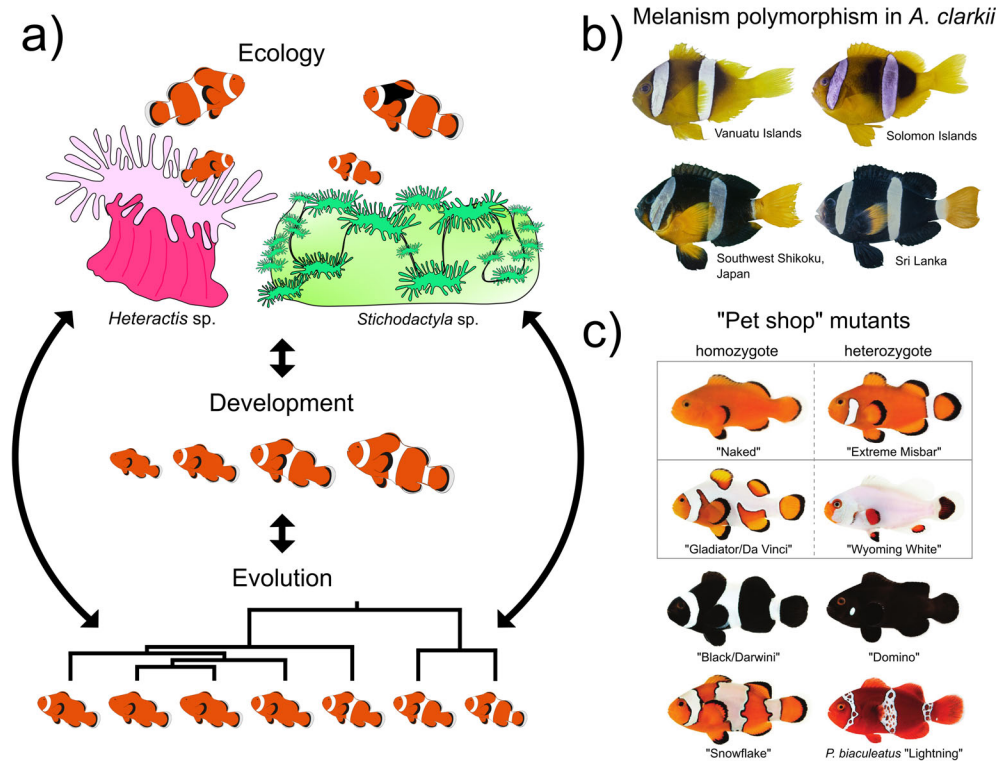 a)
Ecology
Heteractis sp.
Stichodactyla sp.
Development
Evolution
b)
Melanism polymorphism in A. clarkii
Vanuatu Islands
Solomon Islands
Southwest Shikoku,
Japan
Sri Lanka
c)
"Pet shop" mutants
homozygote
heterozygote
"Naked"
"Extreme Misbar"
"Gladiator/Da Vinci"
"Wyoming White"
"Black/Darwini"
"Domino"
"Snowflake"
P. biaculeatus "Lightning"